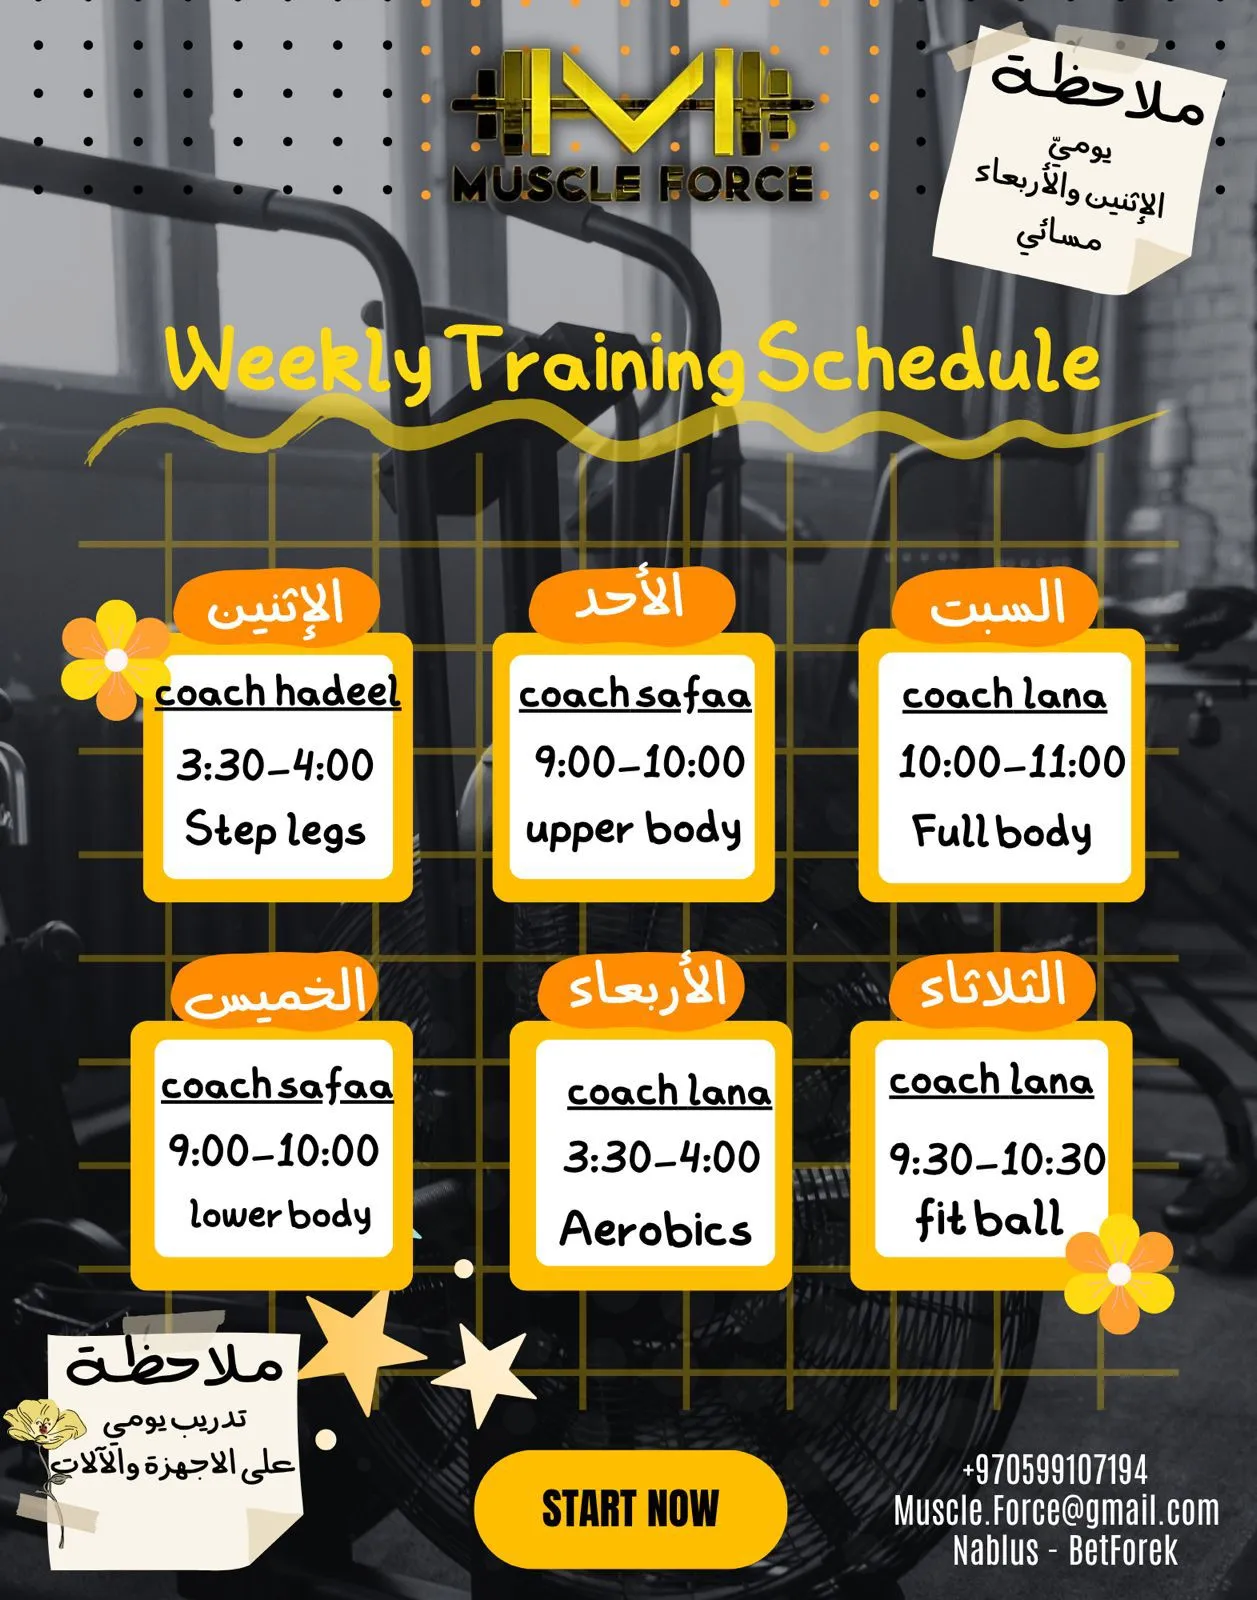 MUSCLE FORCE
ملاحظة
يوميّ
الإثنين والأربعاء
مسائي
Weekly Training Schedule
السبت
coach lana
10:00-11:00
Full body
الأحد
coach safaa
9:00-10:00
upper body
الإثنين
coach hadeel
3:30-4:00
Step legs
الثلاثاء
coach lana
9:30-10:30
fit ball
الأربعاء
coach lana
3:30-4:00
Aerobics
الخميس
coach safaa
9:00-10:00
lower body
ملاحظة
تدريب يومي
على الاجهزة والآلات
START NOW
+970599107194
Muscle.Force@gmail.com
Nablus - BetForek